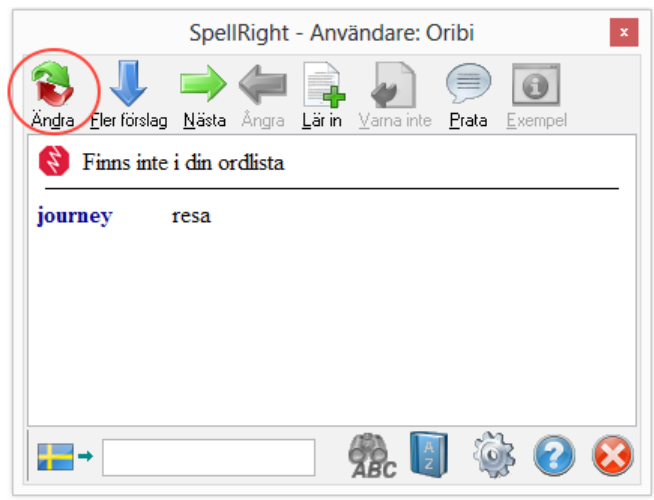 SpellRight - Användare: Oribi
x
Ändra Fler förslag Nästa Ångra Lär in Varna inte Prata Exempel
Finns inte i din ordlista
journey resa
ABC A Z ?